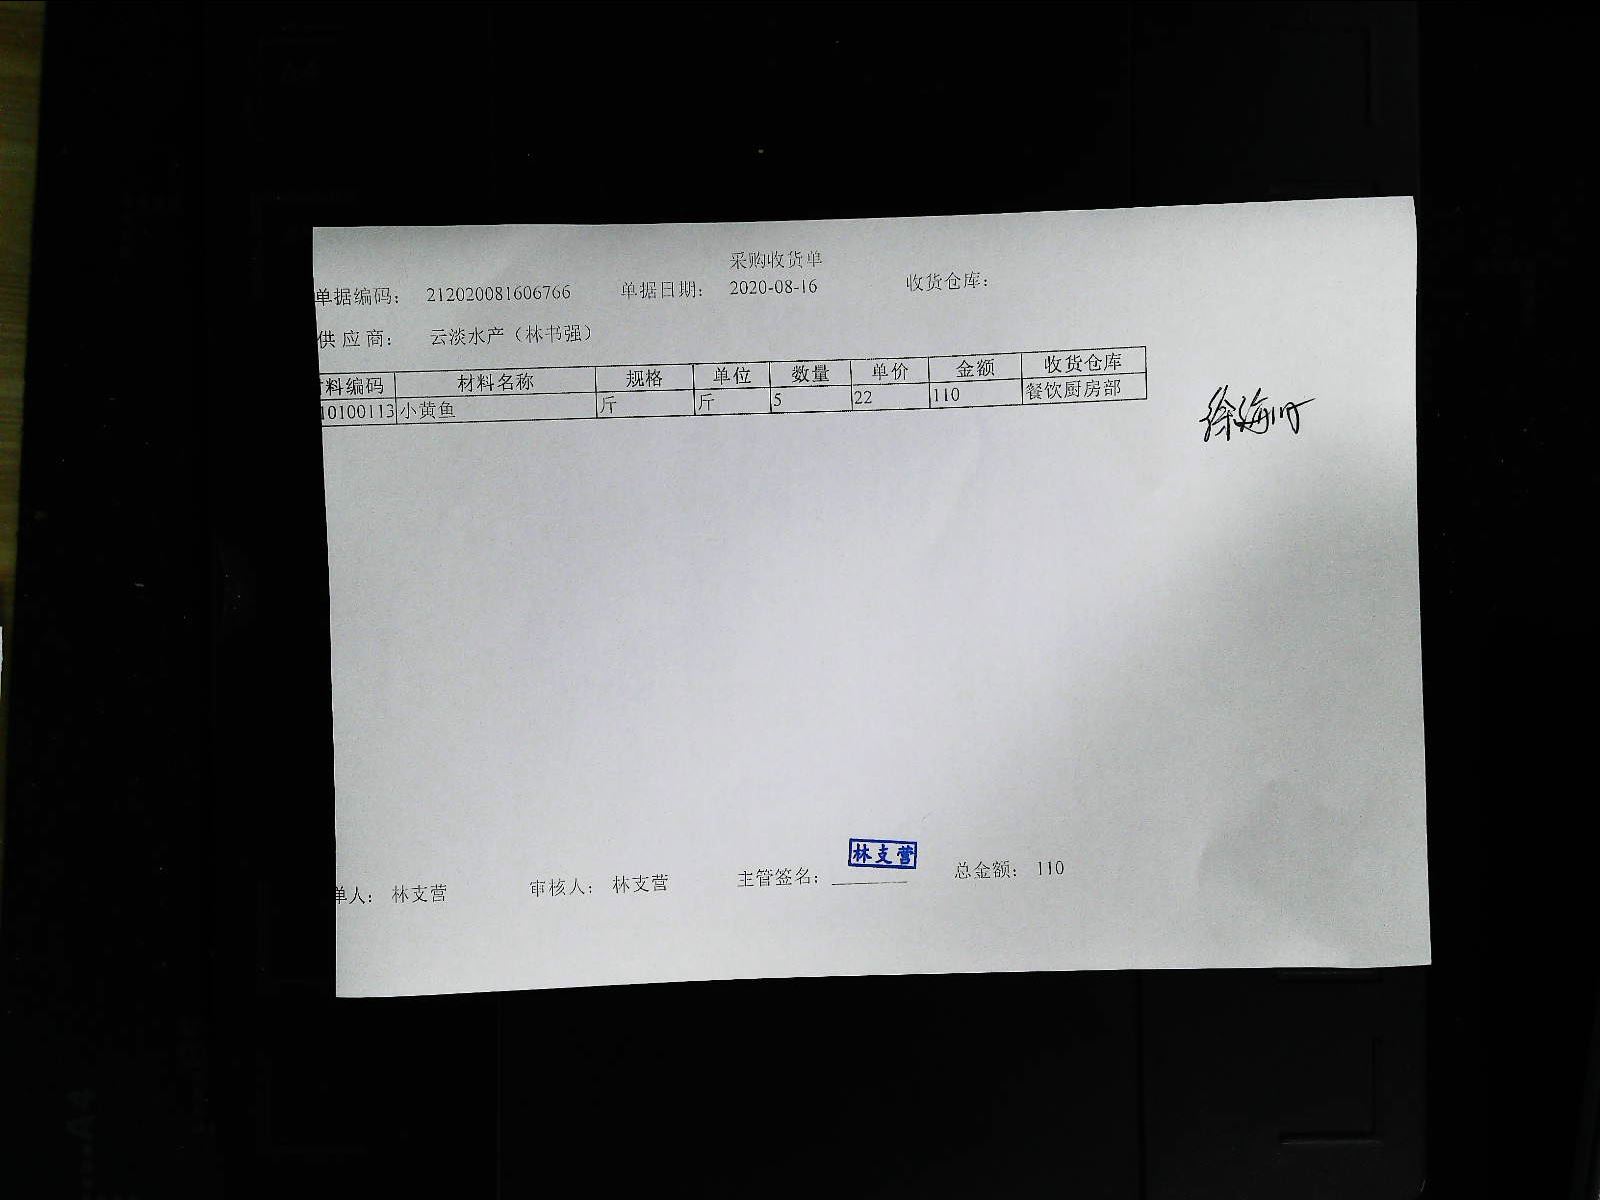 采购收货单
单据编码： 212020081606766 单据日期： 2020-08-16 收货仓库：
供应商： 云淡水产（林书强）
料编码 材料名称 规格 单位 数量 单价 金额 收货仓库
10100113 小黄鱼 斤 斤 5 22 110 餐饮厨房部
林支营
单人： 林支营 审核人： 林支营 主管签名： 总金额： 110